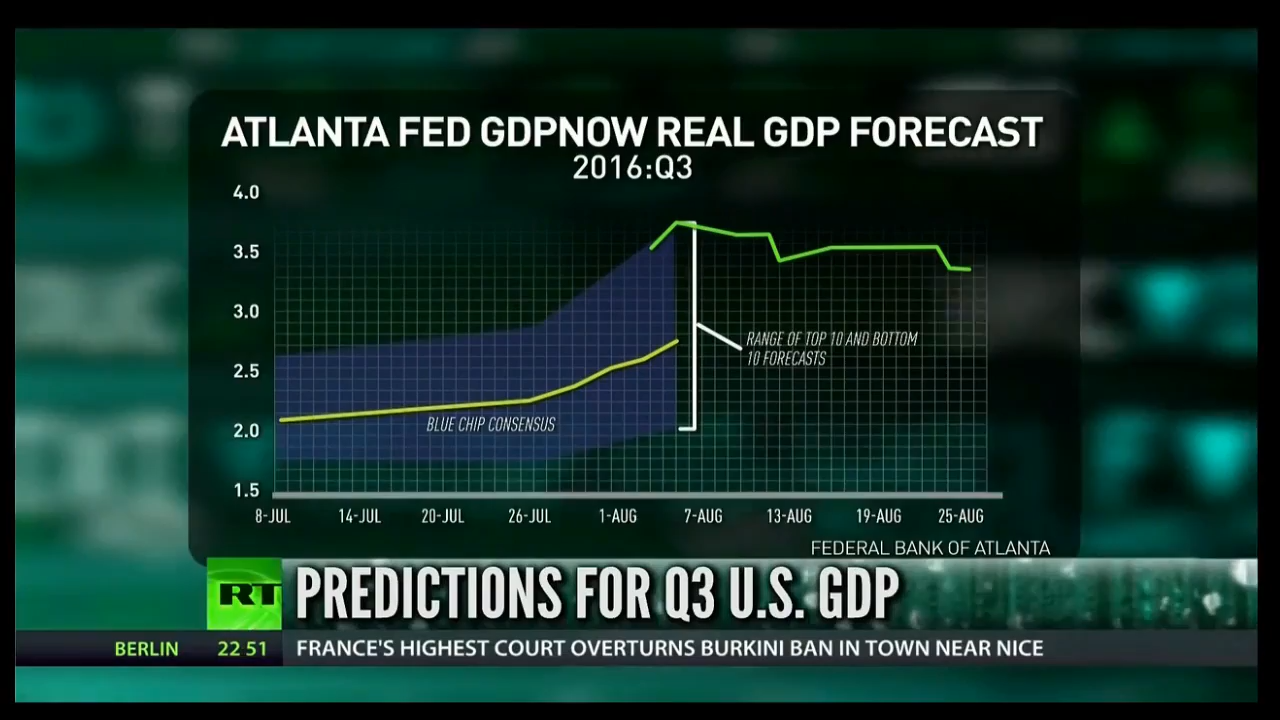 ATLANTA FED GDPNOW REAL GDP FORECAST
2016:Q3
4.0
3.5
3.0
2.5
2.0
1.5
RANGE OF TOP 10 AND BOTTOM
10 FORECASTS
BLUE CHIP CONSENSUS
8-JUL 14-JUL 20-JUL 26-JUL 1-AUG 7-AUG 13-AUG 19-AUG 25-AUG
FEDERAL BANK OF ATLANTA
RT PREDICTIONS FOR Q3 U.S. GDP
BERLIN 22 51 FRANCE'S HIGHEST COURT OVERTURNS BURKINI BAN IN TOWN NEAR NICE